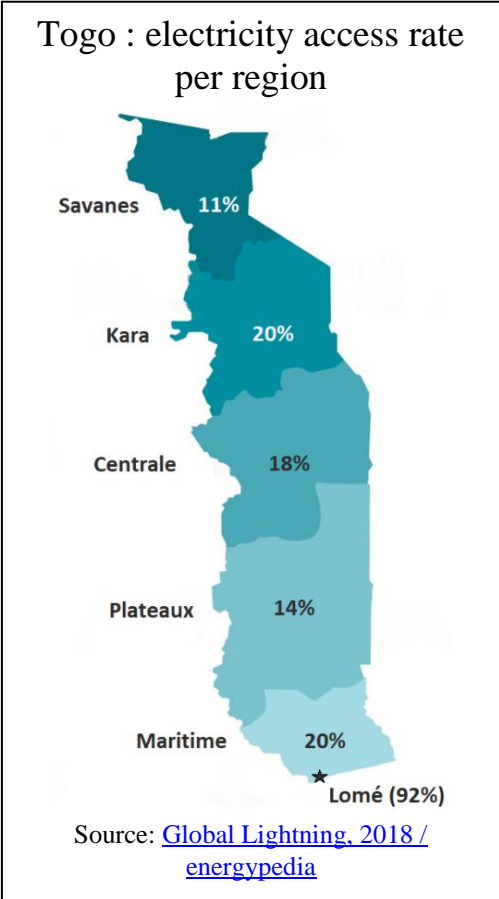 Togo : electricity access rate
per region
Savanes 11%
Kara 20%
Centrale 18%
Plateaux 14%
Maritime 20%
Lomé (92%)
Source: Global Lightning, 2018 /
energypedia